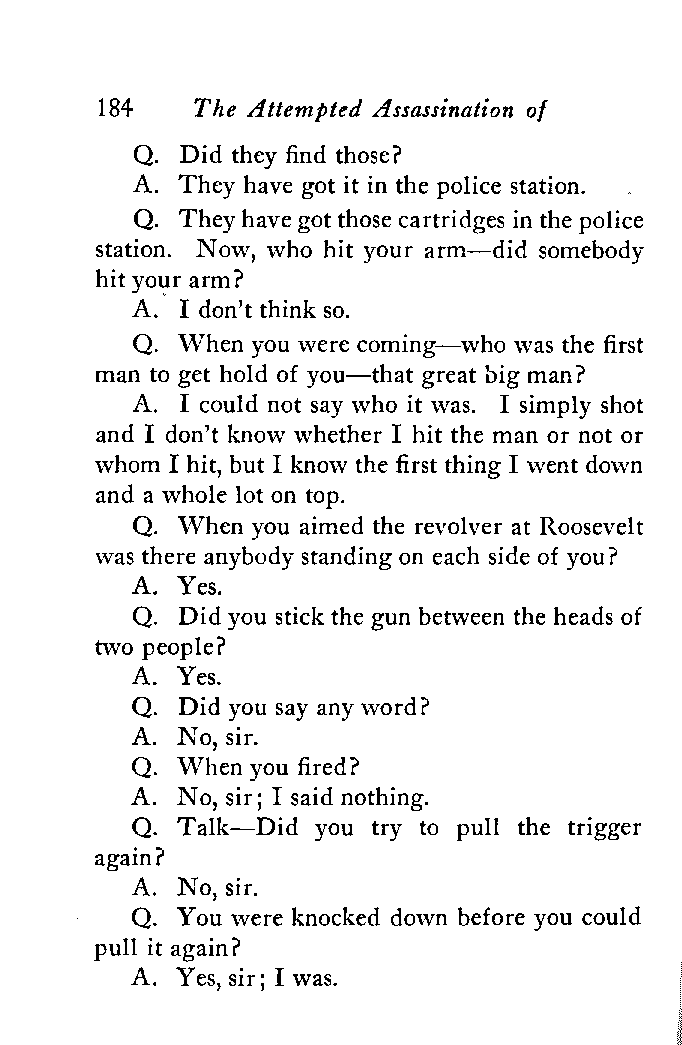 184 The Attempted Assassination of
Q. Did they find those?
A. They have got it in the police station.
Q. They have got those cartridges in the police
station. Now, who hit your arm—did somebody
hit your arm?
A. I don't think so.
Q. When you were coming—who was the first
man to get hold of you—that great big man?
A. I could not say who it was. I simply shot
and I don't know whether I hit the man or not or
whom I hit, but I know the first thing I went down
and a whole lot on top.
Q. When you aimed the revolver at Roosevelt
was there anybody standing on each side of you?
A. Yes.
Q. Did you stick the gun between the heads of
two people?
A. Yes.
Q. Did you say any word?
A. No, sir.
Q. When you fired?
A. No, sir; I said nothing.
Q. Talk—Did you try to pull the trigger
again?
A. No, sir.
Q. You were knocked down before you could
pull it again?
A. Yes, sir; I was.